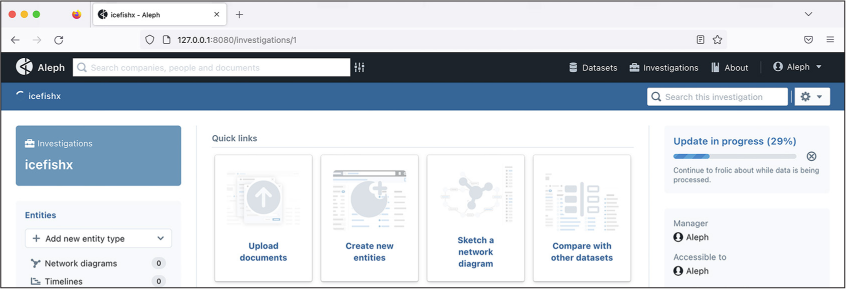 icefishx - Aleph
127.0.0.1:8080/investigations/1
Aleph
Search companies, people and documents
Datasets
Investigations
About
Aleph
icefishx
Search this investigation
Investigations
icefishx
Entities
+ Add new entity type
Network diagrams 0
Timelines 0
Quick links
Upload
documents
Create new
entities
Sketch a
network
diagram
Compare with
other datasets
Update in progress (29%)
Continue to frolic about while data is being
processed.
Manager
Aleph
Accessible to
Aleph